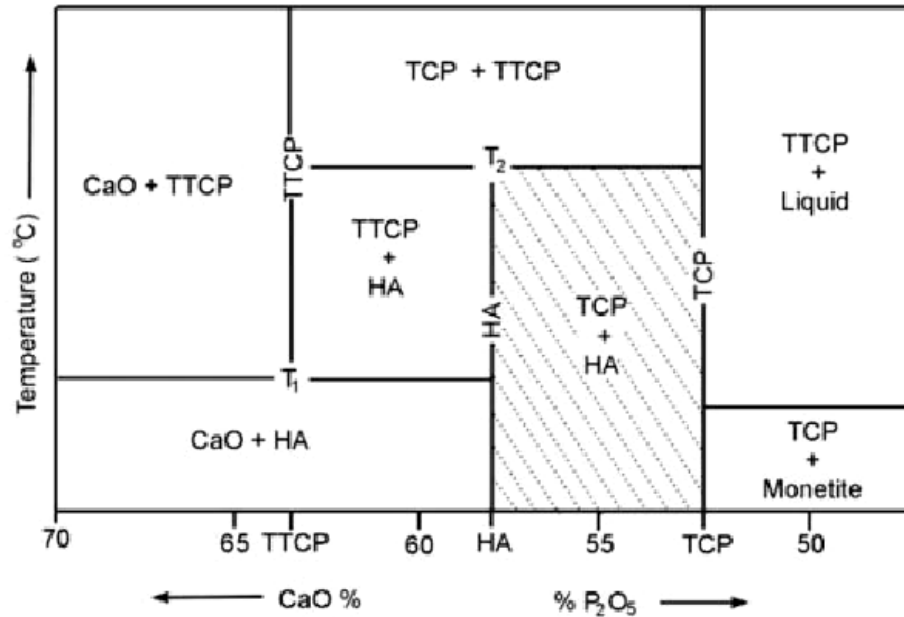 TCP + TTCP
TTCP
+
Liquid
CaO + TTCP
TTCP
T₂
TTCP
+
HA
TCP
HA
TCP
+
HA
Temperature ( °C)
T₁
CaO + HA
TCP
+
Monetite
70 65 TTCP 60 HA 55 TCP 50
CaO % % P₂O₅